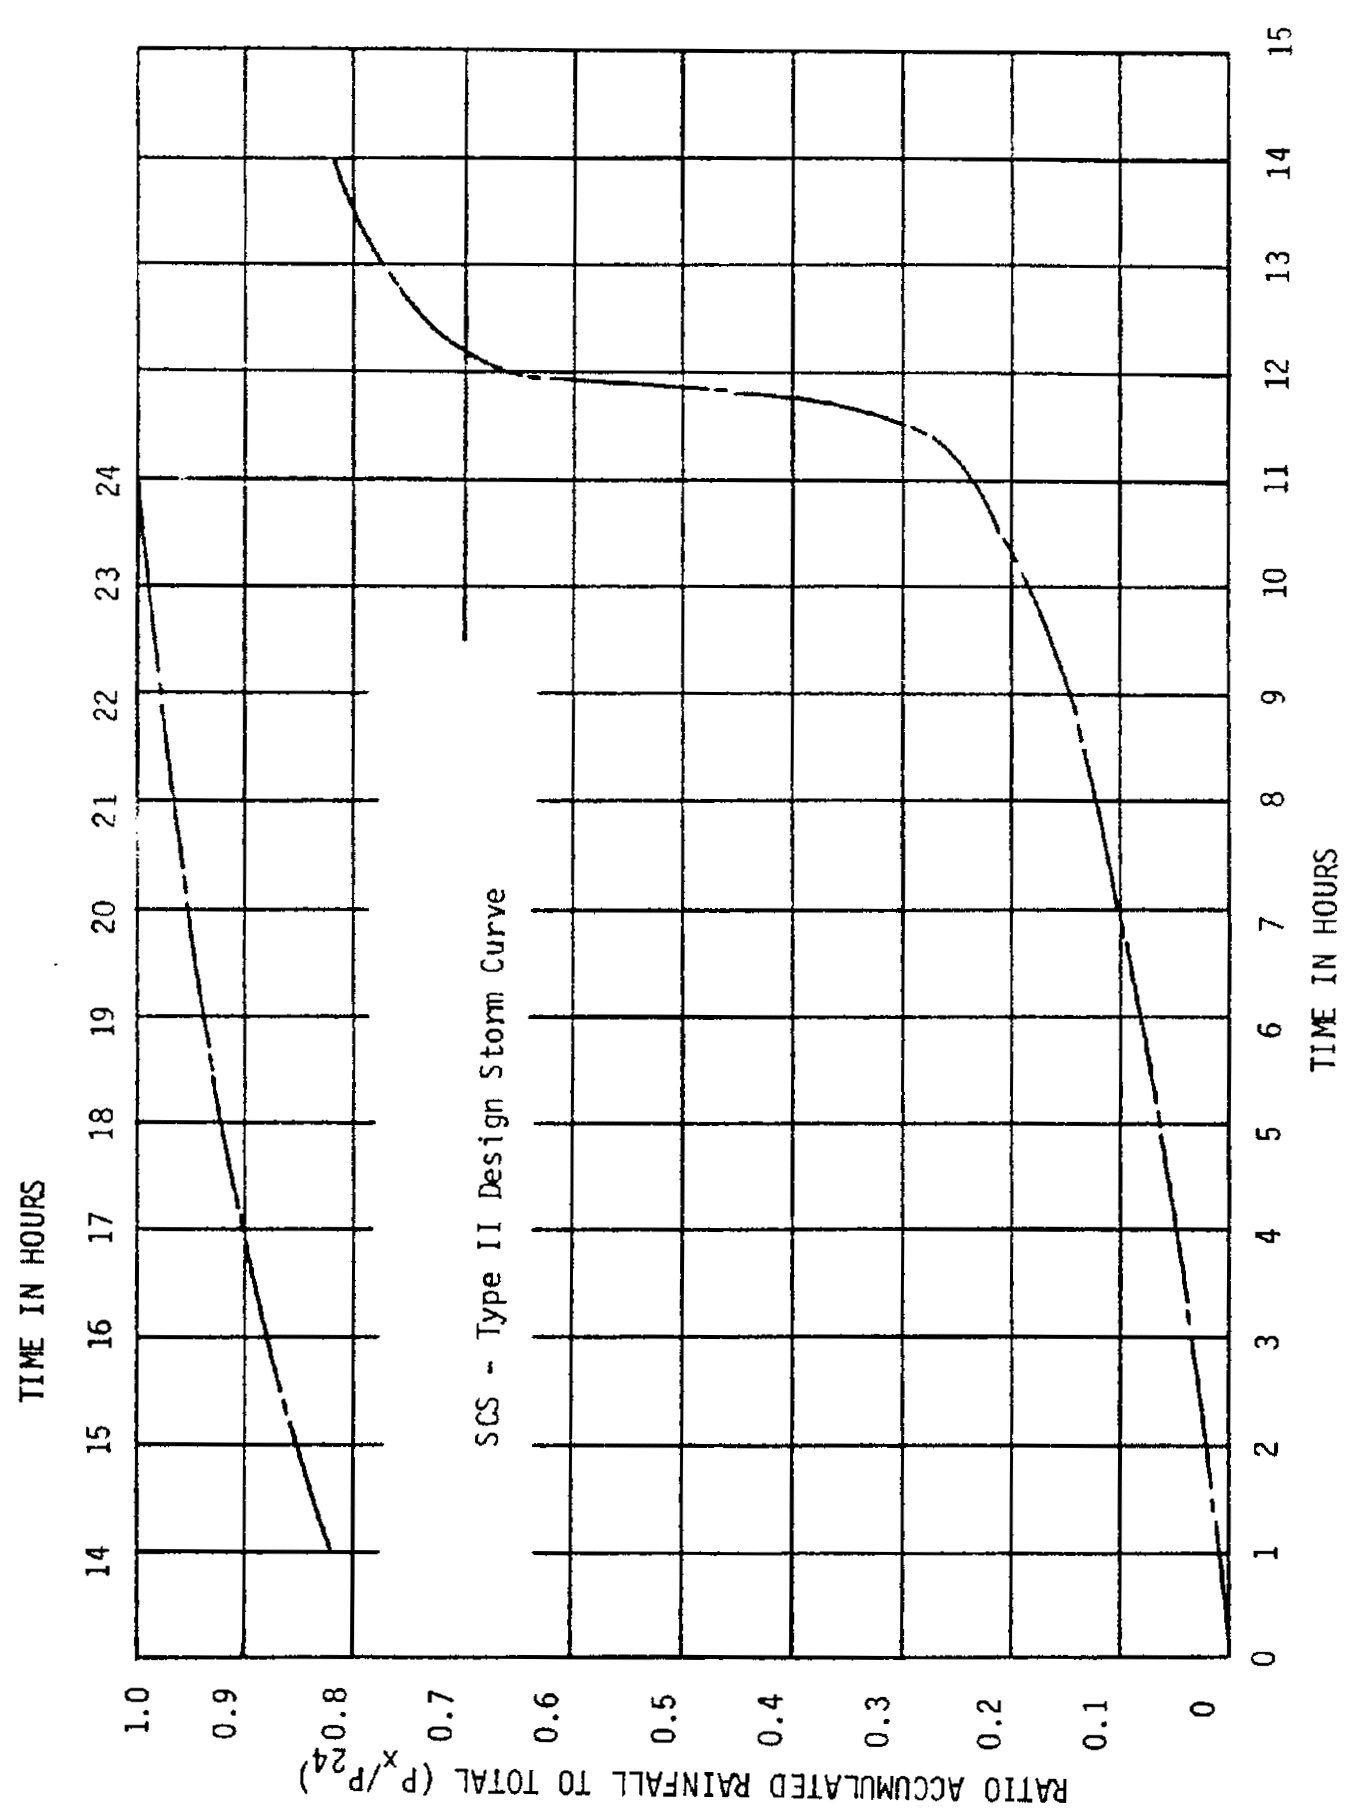 TIME IN HOURS
14 15 16 17 18 19 20 21 22 23 24
RATIO ACCUMULATED RAINFALL TO TOTAL (Px/P24)
1.0
0.9
0.8
0.7
0.6
0.5
0.4
0.3
0.2
0.1
0
SCS - Type II Design Storm Curve
0 1 2 3 4 5 6 7 8 9 10 11 12 13 14 15
TIME IN HOURS